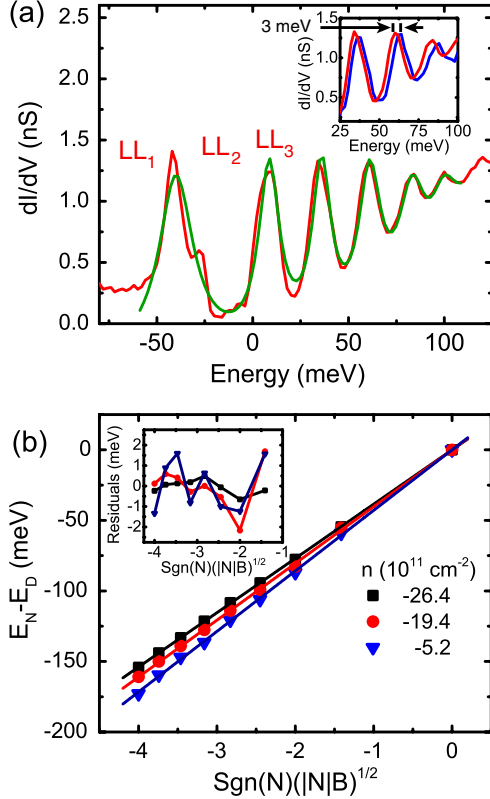 (a)
2.5
2.0
1.5
1.0
0.5
0.0
dI/dV (nS)
LL1
LL2
LL3
-50
0
50
100
Energy (meV)
3 meV
1.5
1.0
0.5
dI/dV (nS)
25
50
75
100
Energy (meV)
(b)
0
-50
-100
-150
-200
EN-ED (meV)
2
1
0
-1
-2
Residuals (meV)
-4
-3
-2
-1
Sgn(N)(|N|B)1/2
n (10^11 cm-2)
-26.4
-19.4
-5.2
-4
-3
-2
-1
0
Sgn(N)(|N|B)1/2